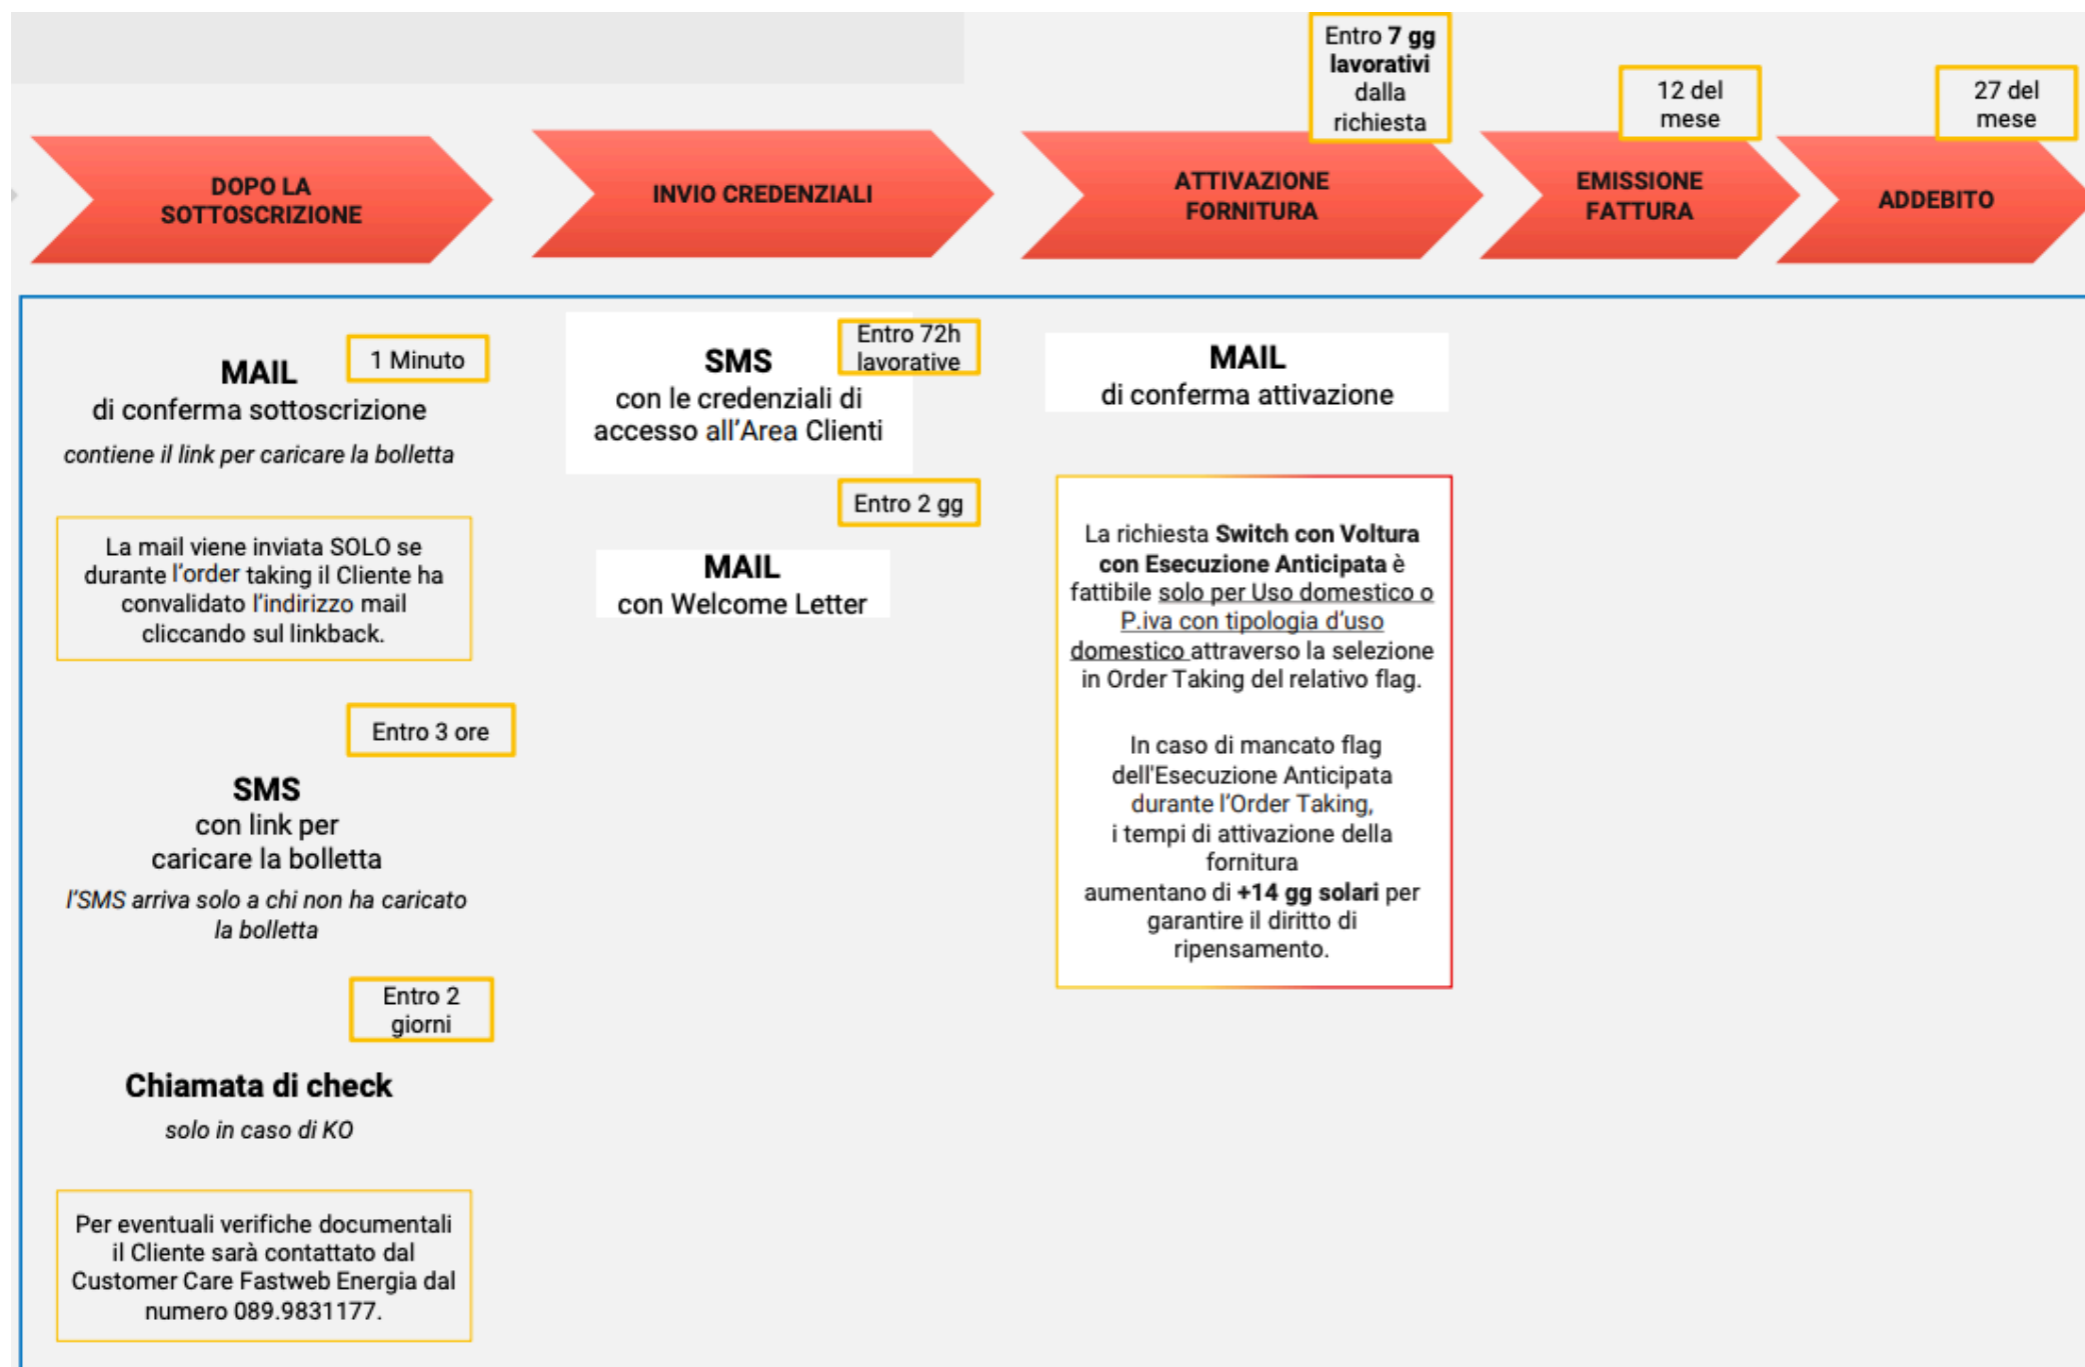 Entro 7 gg
lavorativi
dalla
richiesta
12 del
mese
27 del
mese
DOPO LA
SOTTOSCRIZIONE
INVIO CREDENZIALI
ATTIVAZIONE
FORNITURA
EMISSIONE
FATTURA
ADDEBITO
1 Minuto
MAIL
di conferma sottoscrizione
contiene il link per caricare la bolletta
La mail viene inviata SOLO se
durante l'order taking il Cliente ha
convalidato l'indirizzo mail
cliccando sul linkback.
Entro 3 ore
SMS
con link per
caricare la bolletta
l'SMS arriva solo a chi non ha caricato
la bolletta
Entro 2
giorni
Chiamata di check
solo in caso di KO
Per eventuali verifiche documentali
il Cliente sarà contattato dal
Customer Care Fastweb Energia dal
numero 089.9831177.
Entro 72h
lavorative
SMS
con le credenziali di
accesso all'Area Clienti
Entro 2 gg
MAIL
con Welcome Letter
MAIL
di conferma attivazione
La richiesta Switch con Voltura
con Esecuzione Anticipata è
fattibile solo per Uso domestico o
P.iva con tipologia d'uso
domestico attraverso la selezione
in Order Taking del relativo flag.
In caso di mancato flag
dell'Esecuzione Anticipata
durante l'Order Taking,
i tempi di attivazione della
fornitura
aumentano di +14 gg solari per
garantire il diritto di
ripensamento.